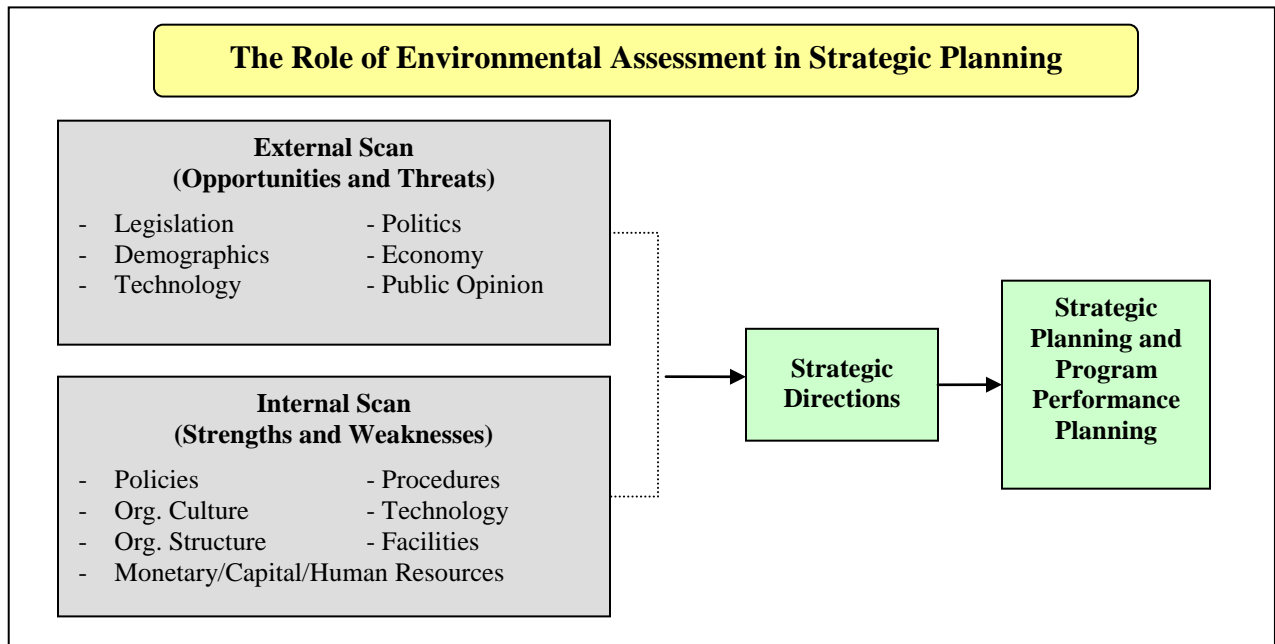 The Role of Environmental Assessment in Strategic Planning
External Scan
(Opportunities and Threats)
- Legislation - Politics
- Demographics - Economy
- Technology - Public Opinion
Internal Scan
(Strengths and Weaknesses)
- Policies - Procedures
- Org. Culture - Technology
- Org. Structure - Facilities
- Monetary/Capital/Human Resources
Strategic
Directions
Strategic
Planning and
Program
Performance
Planning